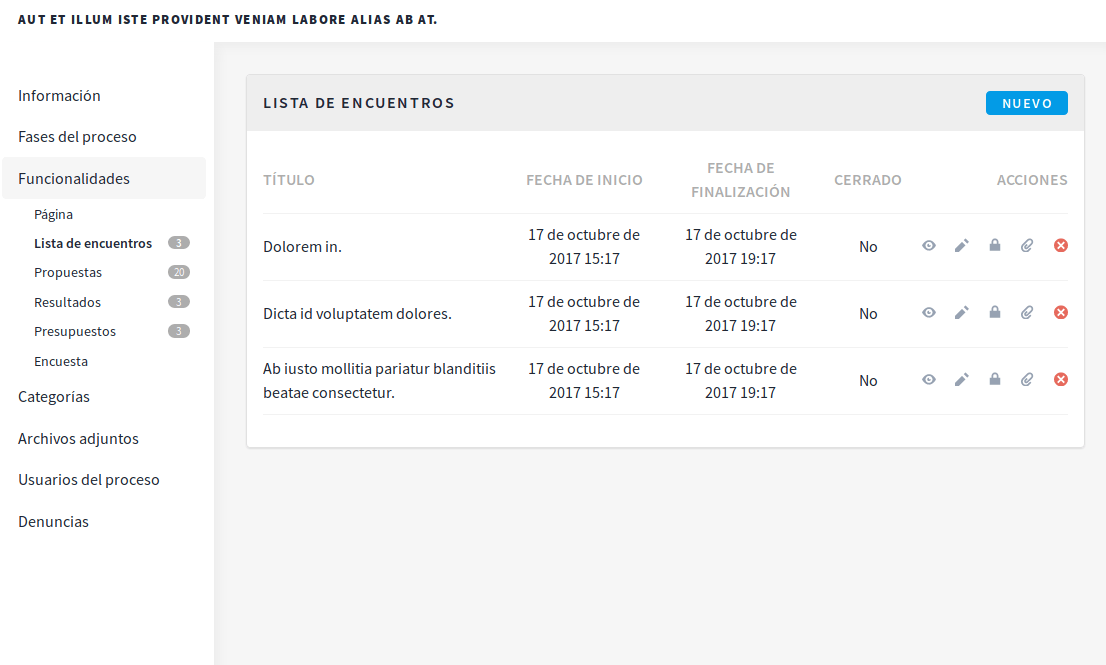 AUT ET ILLUM ISTE PROVIDENT VENIAM LABORE ALIAS AB AT.
Información
Fases del proceso
Funcionalidades
Página
Lista de encuentros 3
Propuestas 20
Resultados 3
Presupuestos 3
Encuesta
Categorías
Archivos adjuntos
Usuarios del proceso
Denuncias
LISTA DE ENCUENTROS NUEVO
TÍTULO FECHA DE INICIO FECHA DE FINALIZACIÓN CERRADO ACCIONES
Dolorem in. 17 de octubre de 2017 15:17 17 de octubre de 2017 19:17 No
Dicta id voluptatem dolores. 17 de octubre de 2017 15:17 17 de octubre de 2017 19:17 No
Ab iusto mollitia pariatur blanditiis beatae consectetur. 17 de octubre de 2017 15:17 17 de octubre de 2017 19:17 No